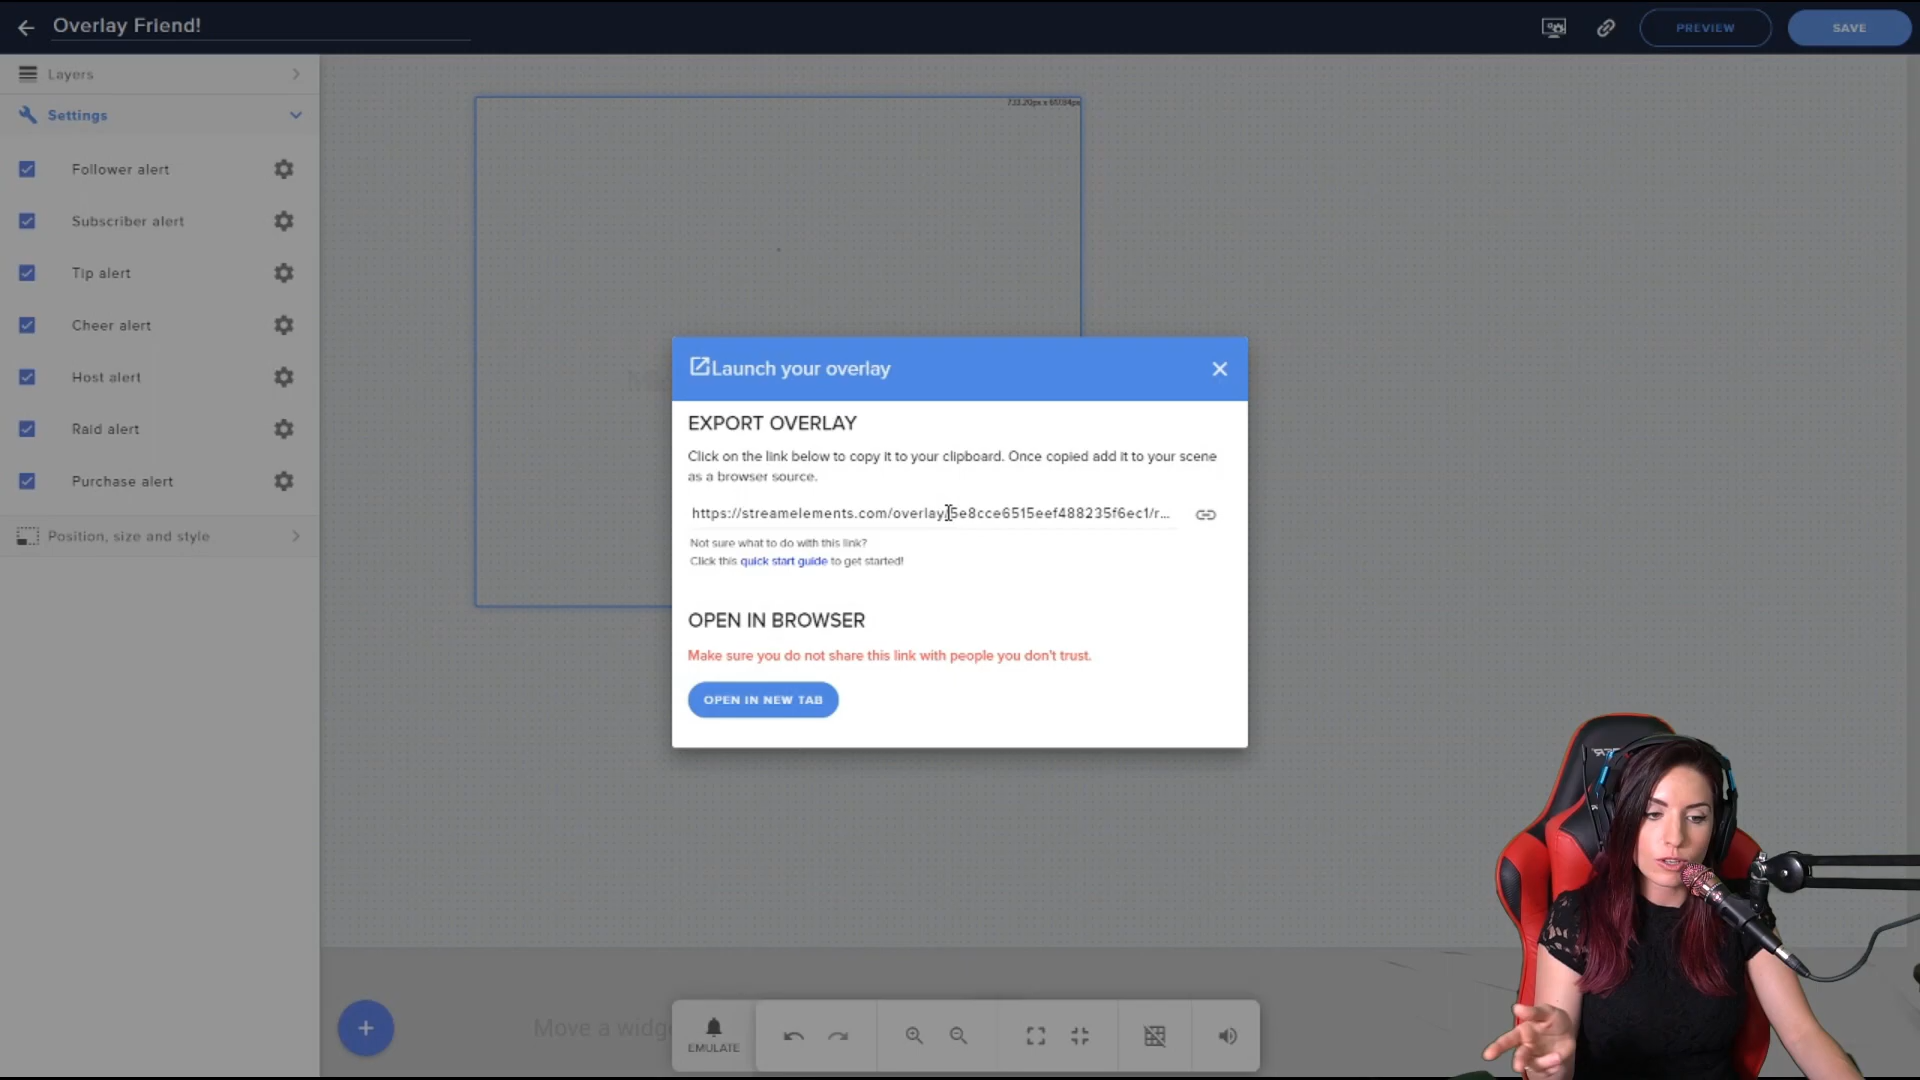 Overlay Friend!
PREVIEW
SAVE
Layers
Settings
Follower alert
Subscriber alert
Tip alert
Cheer alert
Host alert
Raid alert
Purchase alert
Position, size and style
Launch your overlay
EXPORT OVERLAY
Click on the link below to copy it to your clipboard. Once copied add it to your scene
as a browser source.
https://streamelements.com/overlay/5e8cce6515eef488235f6ec1/r...
Not sure what to do with this link?
Click this quick start guide to get started!
OPEN IN BROWSER
Make sure you do not share this link with people you don't trust.
OPEN IN NEW TAB
Move a widg
EMULATE